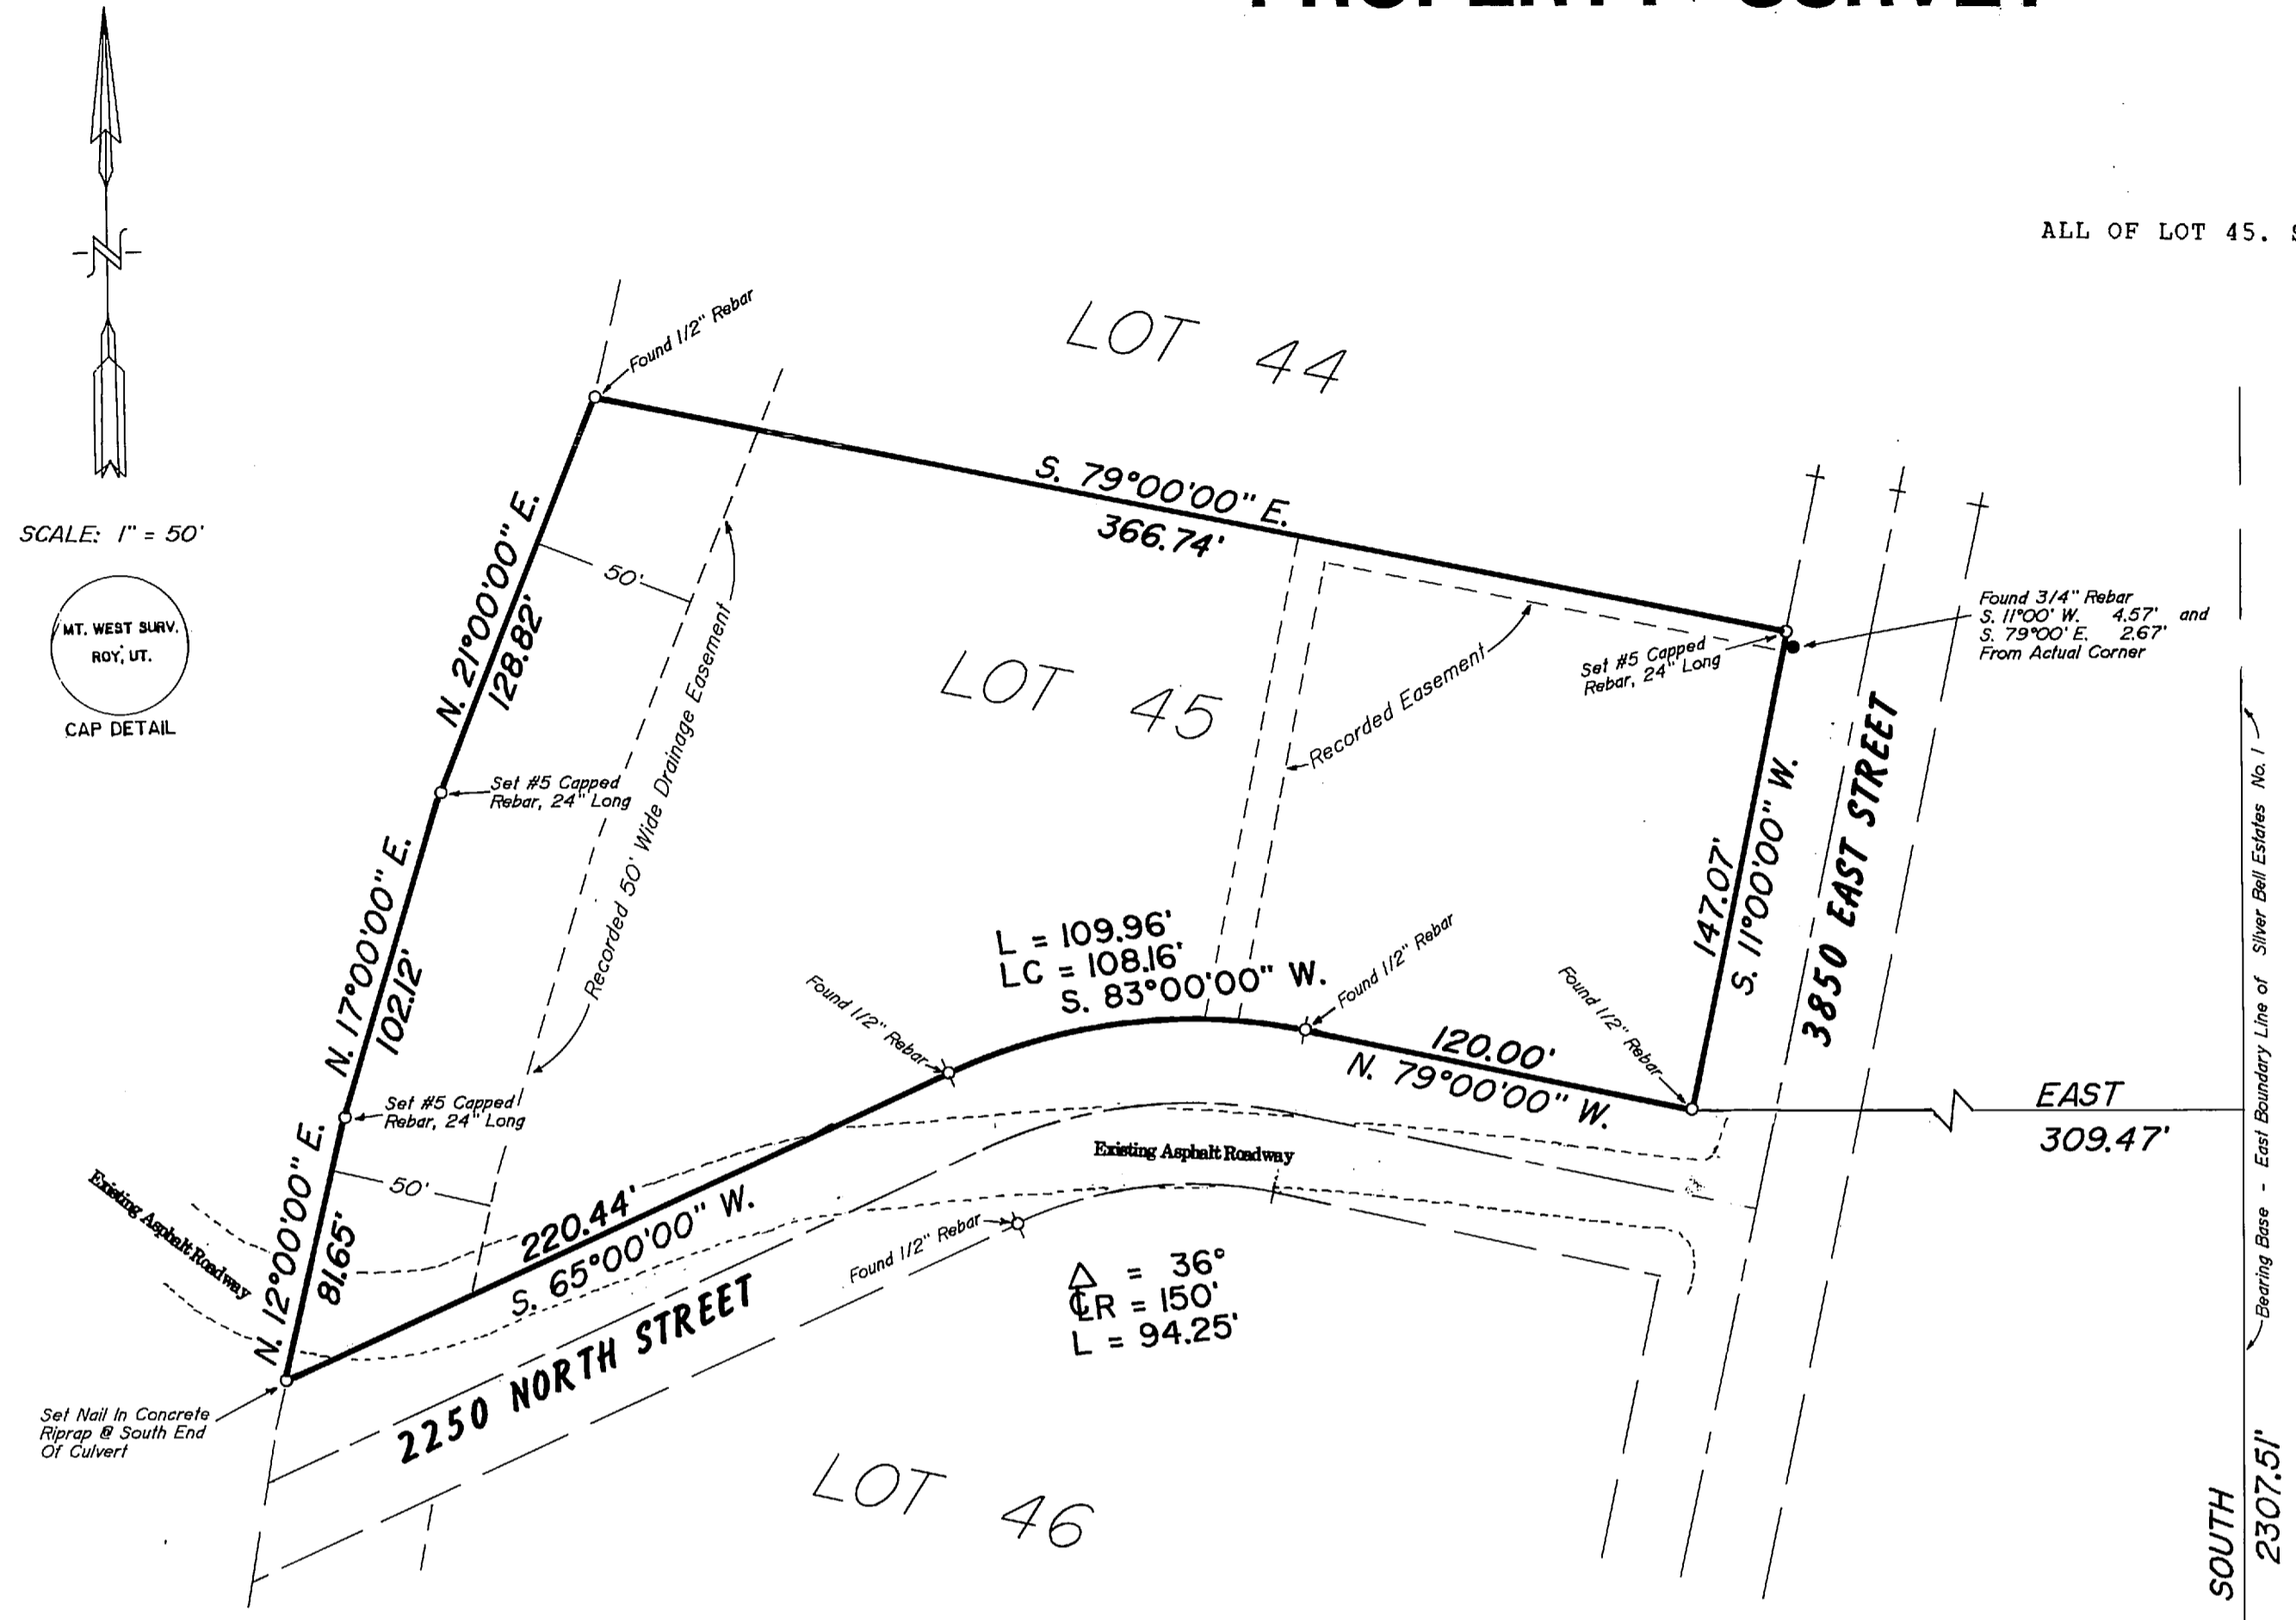 PROPERTY SURVEY
ALL OF LOT 45.
N
SCALE: 1" = 50'
MT. WEST SURV.
ROY, UT.
CAP DETAIL
Found 1/2" Rebar
LOT 44
S. 79°00'00" E.
366.74'
N. 21°00'00" E.
128.82'
50'
Recorded 50' Wide Drainage Easement
LOT 45
Recorded Easement
Set #5 Capped
Rebar, 24" Long
Found 3/4" Rebar
S. 11°00' W. 4.57' and
S. 79°00' E. 2.67'
From Actual Corner
Set #5 Capped
Rebar, 24" Long
N. 17°00'00" E.
102.12'
147.07'
S. 11°00'00" W.
3850 EAST STREET
L = 109.96'
LC = 108.16'
S. 83°00'00" W.
Found 1/2" Rebar
Found 1/2" Rebar
Found 1/2" Rebar
120.00'
N. 79°00'00" W.
EAST
309.47'
Set #5 Capped
Rebar, 24" Long
50'
N. 12°00'00" E.
81.65'
Existing Asphalt Roadway
Existing Asphalt Roadway
220.44'
S. 65°00'00" W.
Found 1/2" Rebar
Δ = 36°
℄R = 150'
L = 94.25'
2250 NORTH STREET
Set Nail In Concrete
Riprap @ South End
Of Culvert
LOT 46
Bearing Base - East Boundary Line of Silver Bell Estates No. 1
SOUTH
2307.51'